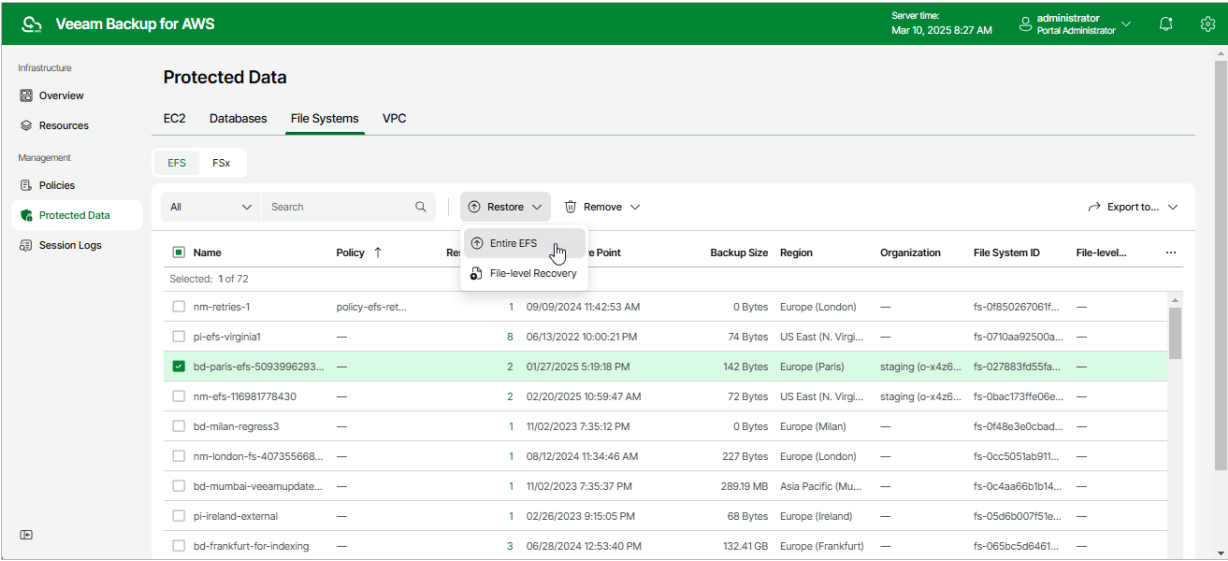 Veeam Backup for AWS
Server time:
Mar 10, 2025 8:27 AM
administrator
Portal Administrator
Infrastructure
Overview
Resources
Management
Policies
Protected Data
Session Logs
Protected Data
EC2 Databases File Systems VPC
EFS FSx
All Search Restore Remove Export to...
Entire EFS
File-level Recovery
Name Policy Point Backup Size Region Organization File System ID File-level... ...
Selected: 1 of 72
nm-retries-1 policy-efs-ret... 1 09/09/2024 11:42:53 AM 0 Bytes Europe (London) — fs-0f850267061f... —
pi-efs-virginia1 — 8 06/13/2022 10:00:21 PM 74 Bytes US East (N. Virgi... — fs-0710aa92500a... —
bd-paris-efs-5093996293... — 2 01/27/2025 5:19:18 PM 142 Bytes Europe (Paris) staging (o-x4z6... fs-027883fd55fa... —
nm-efs-116981778430 — 2 02/20/2025 10:59:47 AM 72 Bytes US East (N. Virgi... staging (o-x4z6... fs-0bac173ffe06e... —
bd-milan-regress3 — 1 11/02/2023 7:35:12 PM 0 Bytes Europe (Milan) — fs-0f48e3e0cbad... —
nm-london-fs-407355668... — 1 08/12/2024 11:34:46 AM 227 Bytes Europe (London) — fs-0cc5051ab911... —
bd-mumbai-veeamupdate... — 1 11/02/2023 7:35:37 PM 289.19 MB Asia Pacific (Mu... — fs-0c4aa66b1b14... —
pi-ireland-external — 1 02/26/2023 9:15:05 PM 68 Bytes Europe (Ireland) — fs-05d6b007f51e... —
bd-frankfurt-for-indexing — 3 06/28/2024 12:53:40 PM 132.41 GB Europe (Frankfurt) — fs-065bc5d6461... —